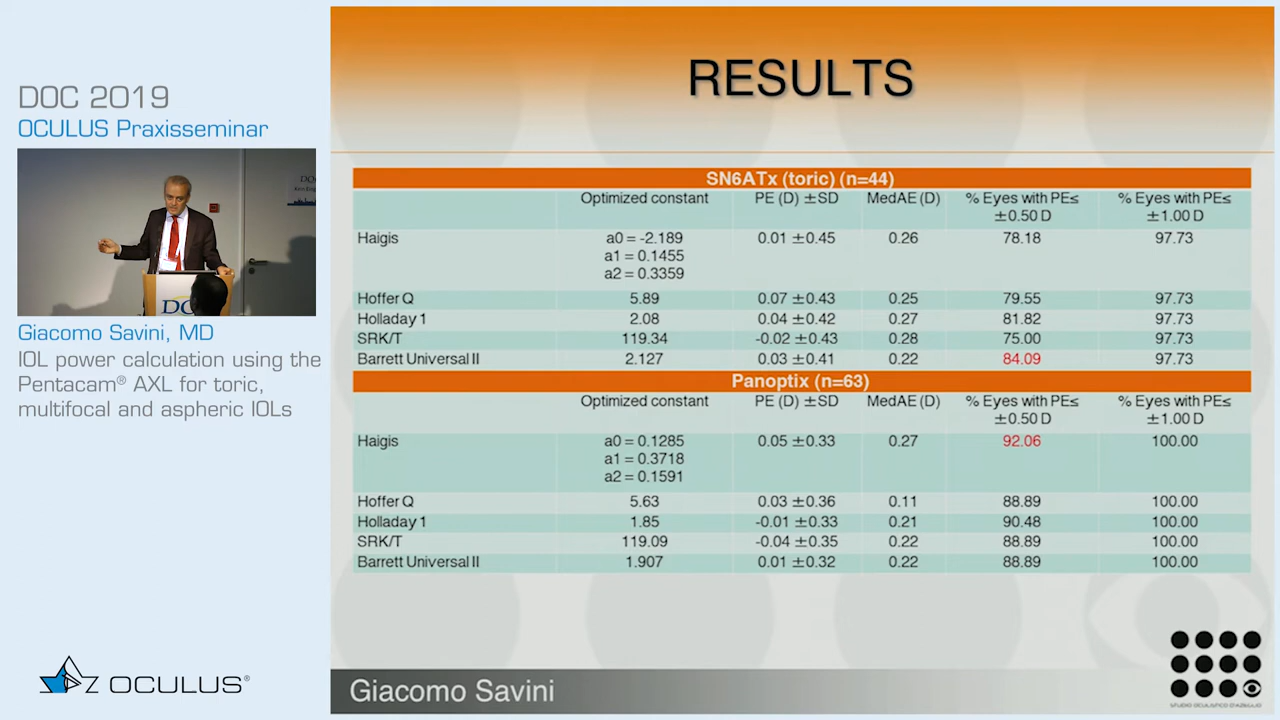 DOC 2019
OCULUS Praxisseminar
Giacomo Savini, MD
IOL power calculation using the
Pentacam® AXL for toric,
multifocal and aspheric IOLs
OCULUS®
RESULTS
SN6ATx (toric) (n=44)
Optimized constant PE (D) ±SD MedAE (D) % Eyes with PE≤ ±0.50 D % Eyes with PE≤ ±1.00 D
Haigis a0 = -2.189 0.01 ±0.45 0.26 78.18 97.73
a1 = 0.1455
a2 = 0.3359
Hoffer Q 5.89 0.07 ±0.43 0.25 79.55 97.73
Holladay 1 2.08 0.04 ±0.42 0.27 81.82 97.73
SRK/T 119.34 -0.02 ±0.43 0.28 75.00 97.73
Barrett Universal II 2.127 0.03 ±0.41 0.22 84.09 97.73
Panoptix (n=63)
Optimized constant PE (D) ±SD MedAE (D) % Eyes with PE≤ ±0.50 D % Eyes with PE≤ ±1.00 D
Haigis a0 = 0.1285 0.05 ±0.33 0.27 92.06 100.00
a1 = 0.3718
a2 = 0.1591
Hoffer Q 5.63 0.03 ±0.36 0.11 88.89 100.00
Holladay 1 1.85 -0.01 ±0.33 0.21 90.48 100.00
SRK/T 119.09 -0.04 ±0.35 0.22 88.89 100.00
Barrett Universal II 1.907 0.01 ±0.32 0.22 88.89 100.00
Giacomo Savini